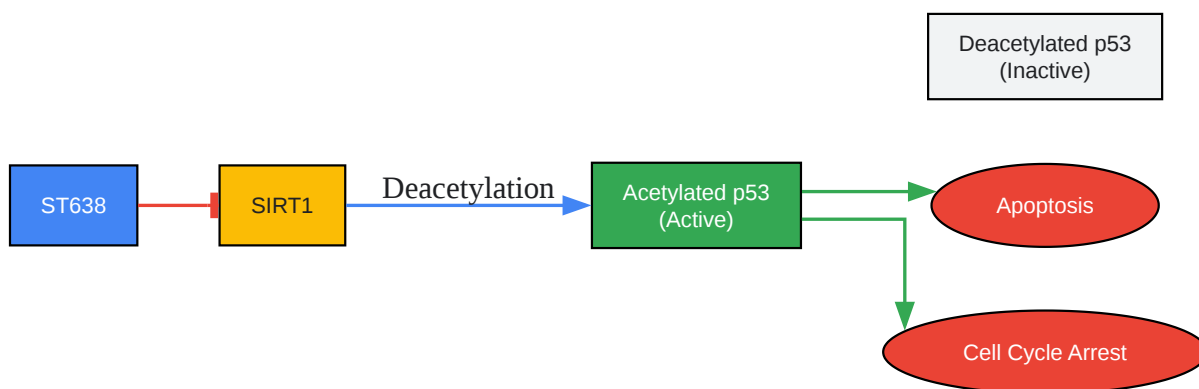 Deacetylated p53
(Inactive)
ST638
SIRT1
Deacetylation
Acetylated p53
(Active)
Apoptosis
Cell Cycle Arrest